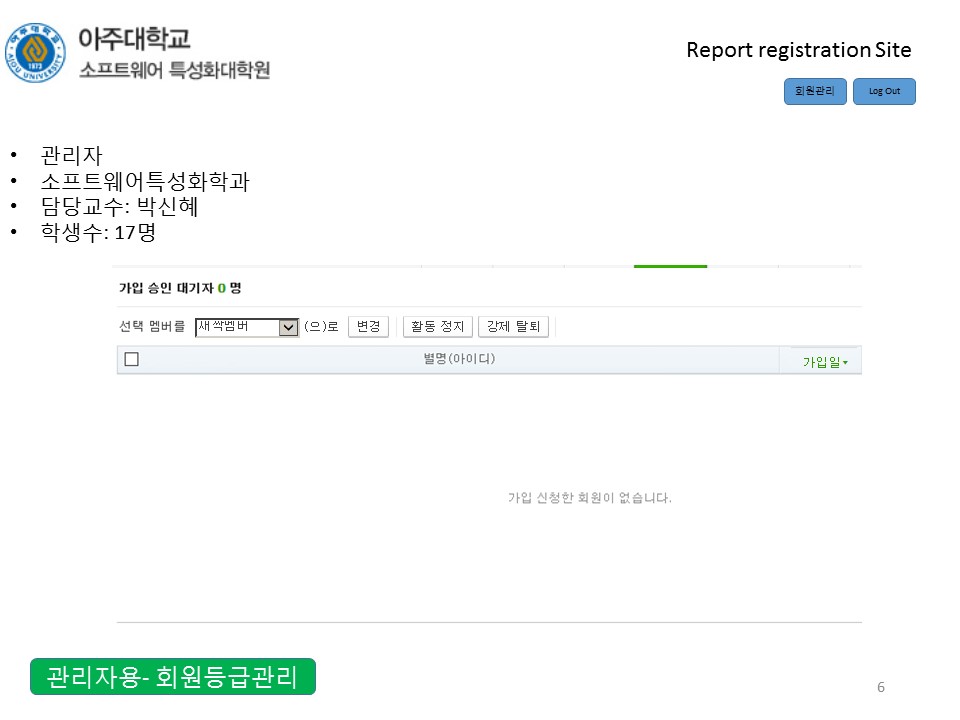 아주대학교
소프트웨어 특성화대학원
AJOU UNIVERSITY
1973
Report registration Site
회원관리
Log Out
• 관리자
• 소프트웨어특성화학과
• 담당교수: 박신혜
• 학생수: 17명
가입 승인 대기자 0 명
선택 멤버를 새싹멤버 (으)로 변경 활동 정지 강제 탈퇴
별명(아이디) 가입일▾
가입 신청한 회원이 없습니다.
관리자용- 회원등급관리
6